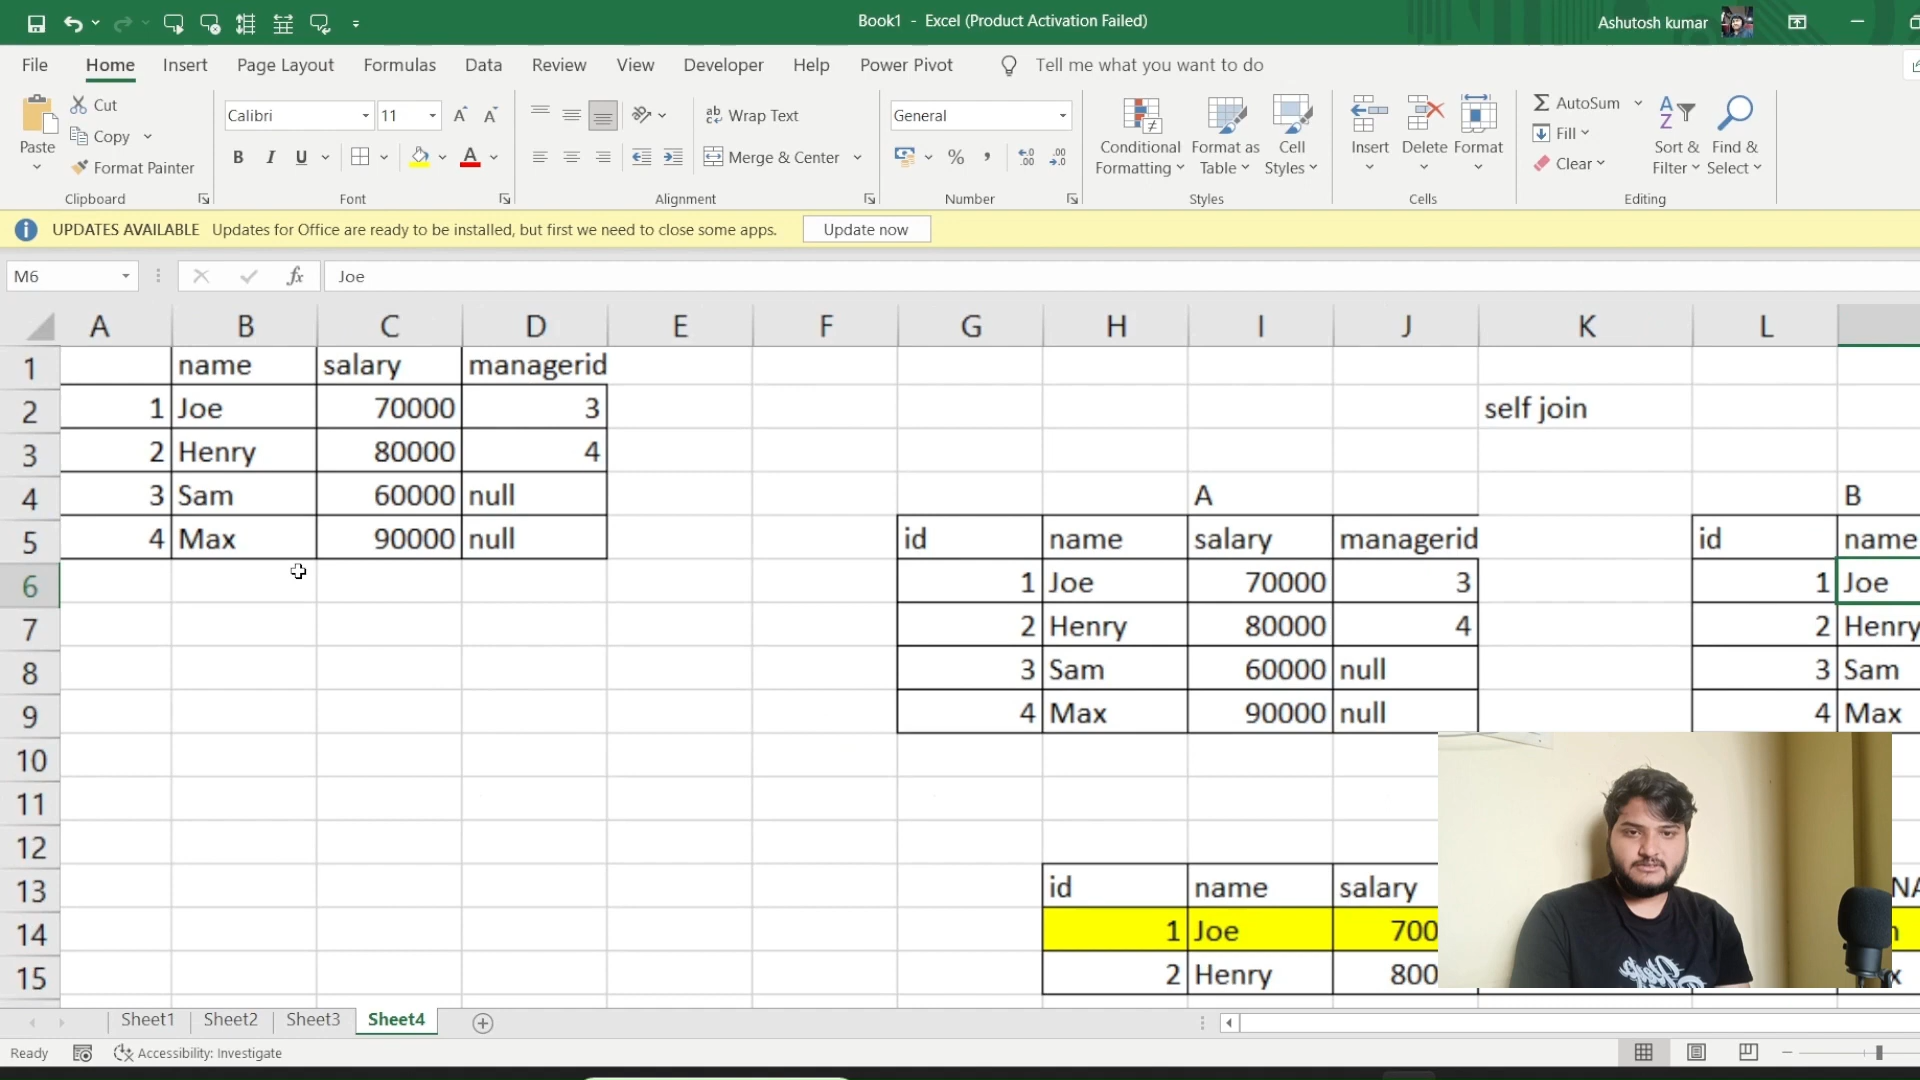 Book1 - Excel (Product Activation Failed)
Ashutosh kumar
File Home Insert Page Layout Formulas Data Review View Developer Help Power Pivot Tell me what you want to do
Paste
Cut
Copy
Format Painter
Clipboard
Calibri 11
B I U
Font
Wrap Text
Merge & Center
Alignment
General
Number
Conditional Formatting
Format as Table
Cell Styles
Styles
Insert Delete Format
Cells
AutoSum
Fill
Clear
Sort & Filter
Find & Select
Editing
UPDATES AVAILABLE Updates for Office are ready to be installed, but first we need to close some apps. Update now
M6 fx Joe
A B C D E F G H I J K L
1 name salary managerid
2 1 Joe 70000 3 self join
3 2 Henry 80000 4
4 3 Sam 60000 null A B
5 4 Max 90000 null id name salary managerid id name
6 1 Joe 70000 3 1 Joe
7 2 Henry 80000 4 2 Henry
8 3 Sam 60000 null 3 Sam
9 4 Max 90000 null 4 Max
10
11
12
13 id name salary
14 1 Joe 700
15 2 Henry 800
Sheet1 Sheet2 Sheet3 Sheet4
Ready Accessibility: Investigate